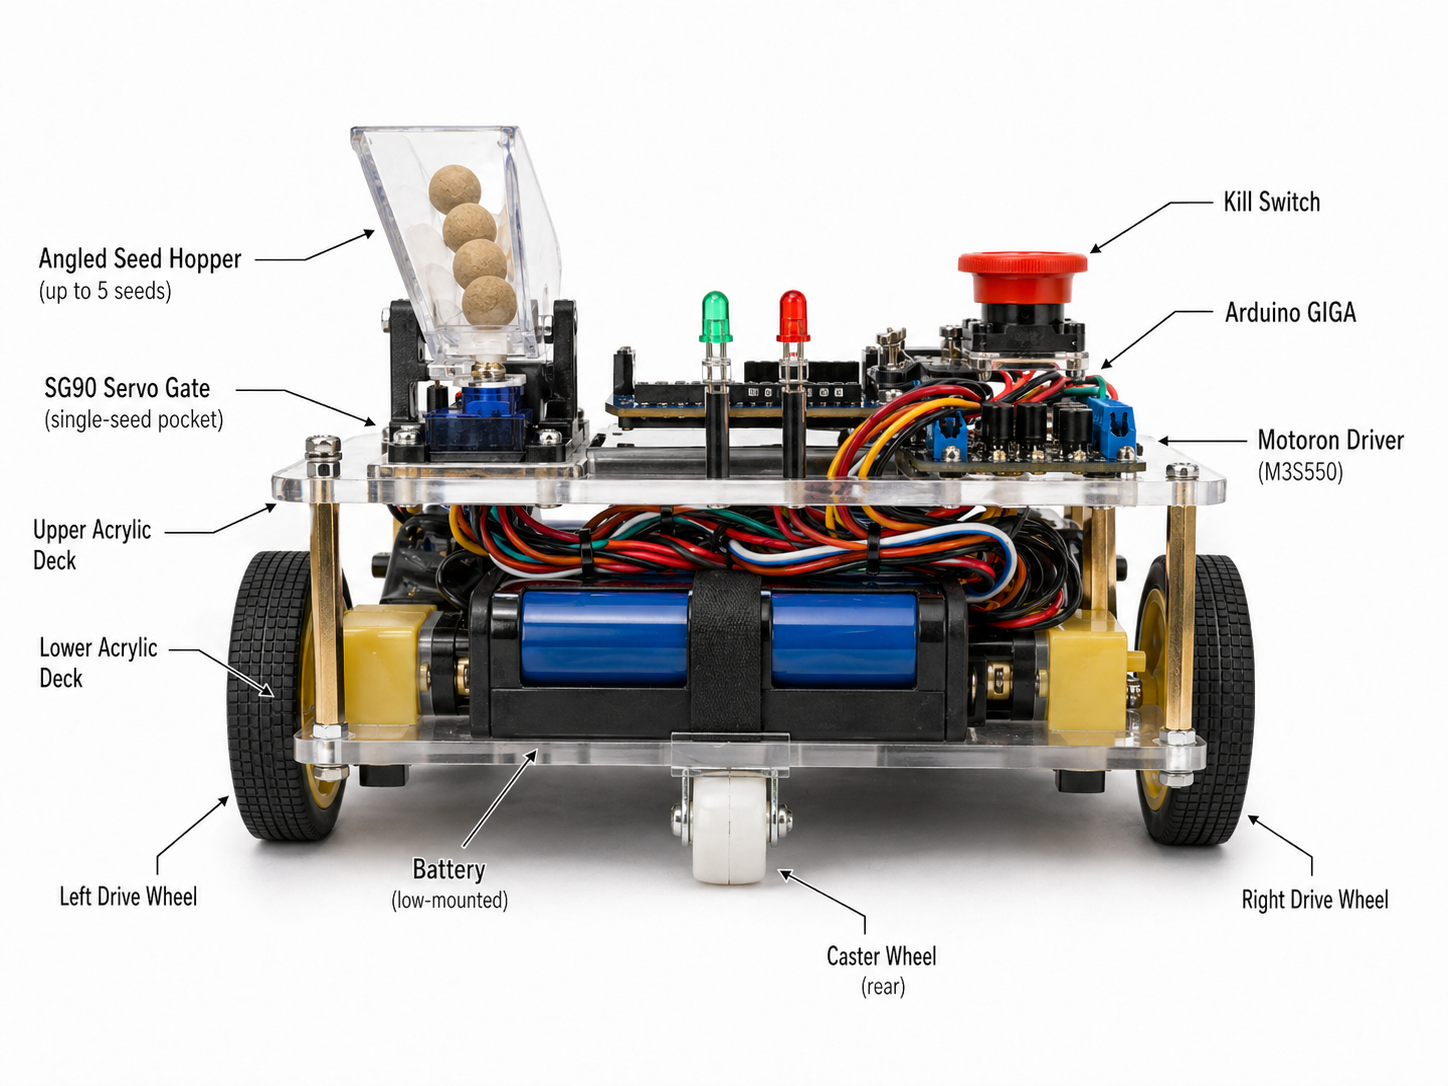 Angled Seed Hopper
(up to 5 seeds)
SG90 Servo Gate
(single-seed pocket)
Upper Acrylic
Deck
Lower Acrylic
Deck
Left Drive Wheel
Battery
(low-mounted)
Caster Wheel
(rear)
Kill Switch
Arduino GIGA
Motoron Driver
(M3S550)
Right Drive Wheel